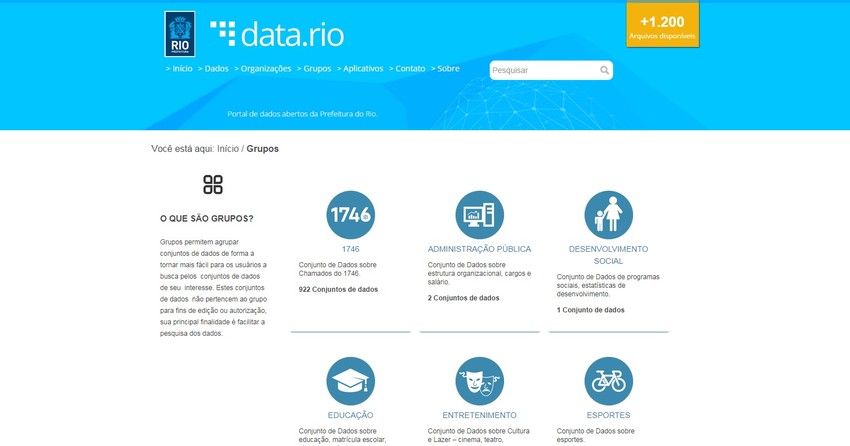 RIO
PREFEITURA
data.rio
+1.200
Arquivos disponíveis
> Início > Dados > Organizações > Grupos > Aplicativos > Contato > Sobre
Pesquisar
Portal de dados abertos da Prefeitura do Rio.
Você está aqui: Início / Grupos
O QUE SÃO GRUPOS?
Grupos permitem agrupar
conjuntos de dados de forma a
tornar mais fácil para os usuários a
busca pelos conjuntos de dados
de seu interesse. Estes conjuntos
de dados não pertencem ao grupo
para fins de edição ou autorização,
sua principal finalidade é facilitar a
pesquisa dos dados.
1746
1746
Conjunto de Dados sobre
Chamados do 1746.
922 Conjuntos de dados
ADMINISTRAÇÃO PÚBLICA
Conjunto de Dados sobre
estrutura organizacional, cargos e
salário.
2 Conjuntos de dados
DESENVOLVIMENTO
SOCIAL
Conjunto de Dados de programas
sociais, estatísticas de
desenvolvimento.
1 Conjunto de dados
EDUCAÇÃO
Conjunto de Dados sobre
educação, matrícula escolar,
ENTRETENIMENTO
Conjunto de Dados sobre Cultura
e Lazer – cinema, teatro,
ESPORTES
Conjunto de Dados sobre
esportes.